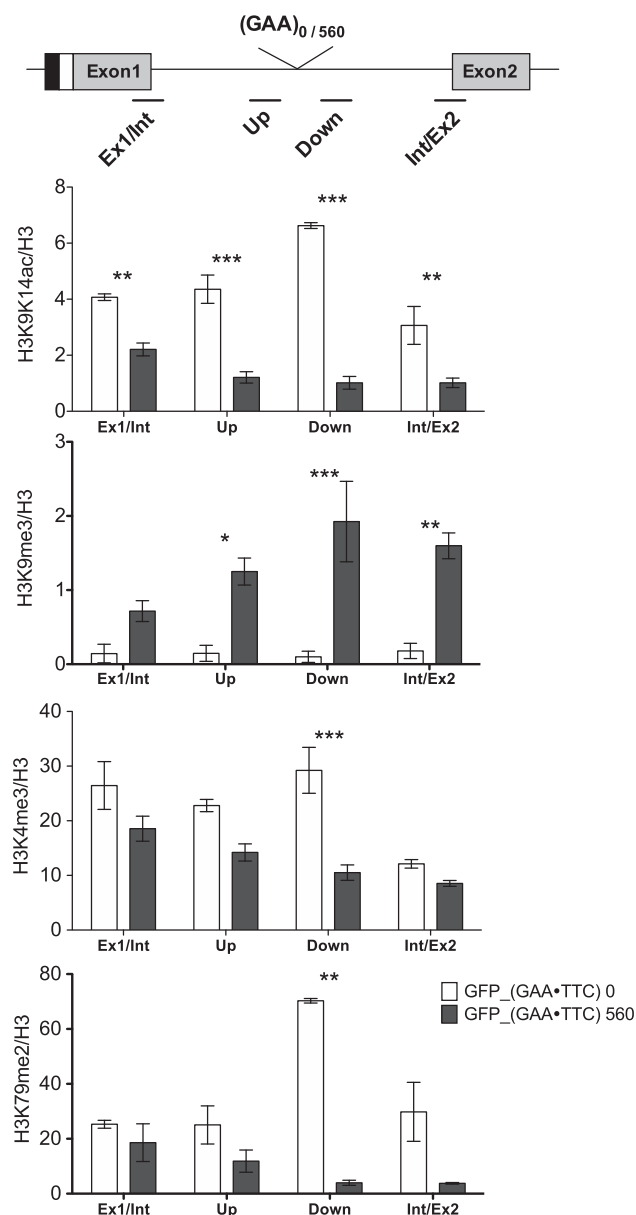 (GAA)0 / 560
Exon1
Exon2
Ex1/Int
Up
Down
Int/Ex2
H3K9K14ac/H3
8
6
4
2
0
**
***
***
**
Ex1/Int Up Down Int/Ex2
H3K9me3/H3
3
2
1
0
*
***
**
Ex1/Int Up Down Int/Ex2
H3K4me3/H3
40
30
20
10
0
***
Ex1/Int Up Down Int/Ex2
H3K79me2/H3
80
60
40
20
0
**
GFP_(GAA•TTC) 0
GFP_(GAA•TTC) 560
Ex1/Int Up Down Int/Ex2